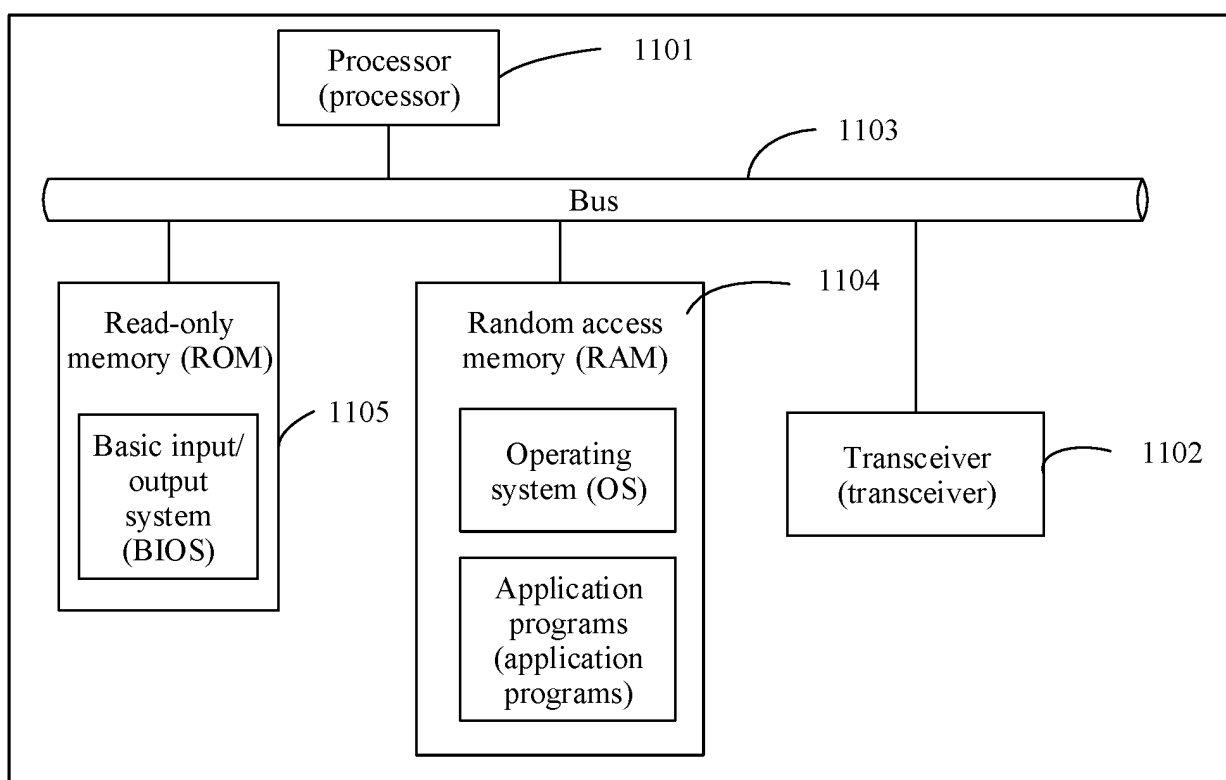 Processor
(processor)
1101
1103
Bus
Read-only
memory (ROM)
Basic input/
output
system
(BIOS)
1105
Random access
memory (RAM)
1104
Operating
system (OS)
Application
programs
(application
programs)
Transceiver
(transceiver)
1102